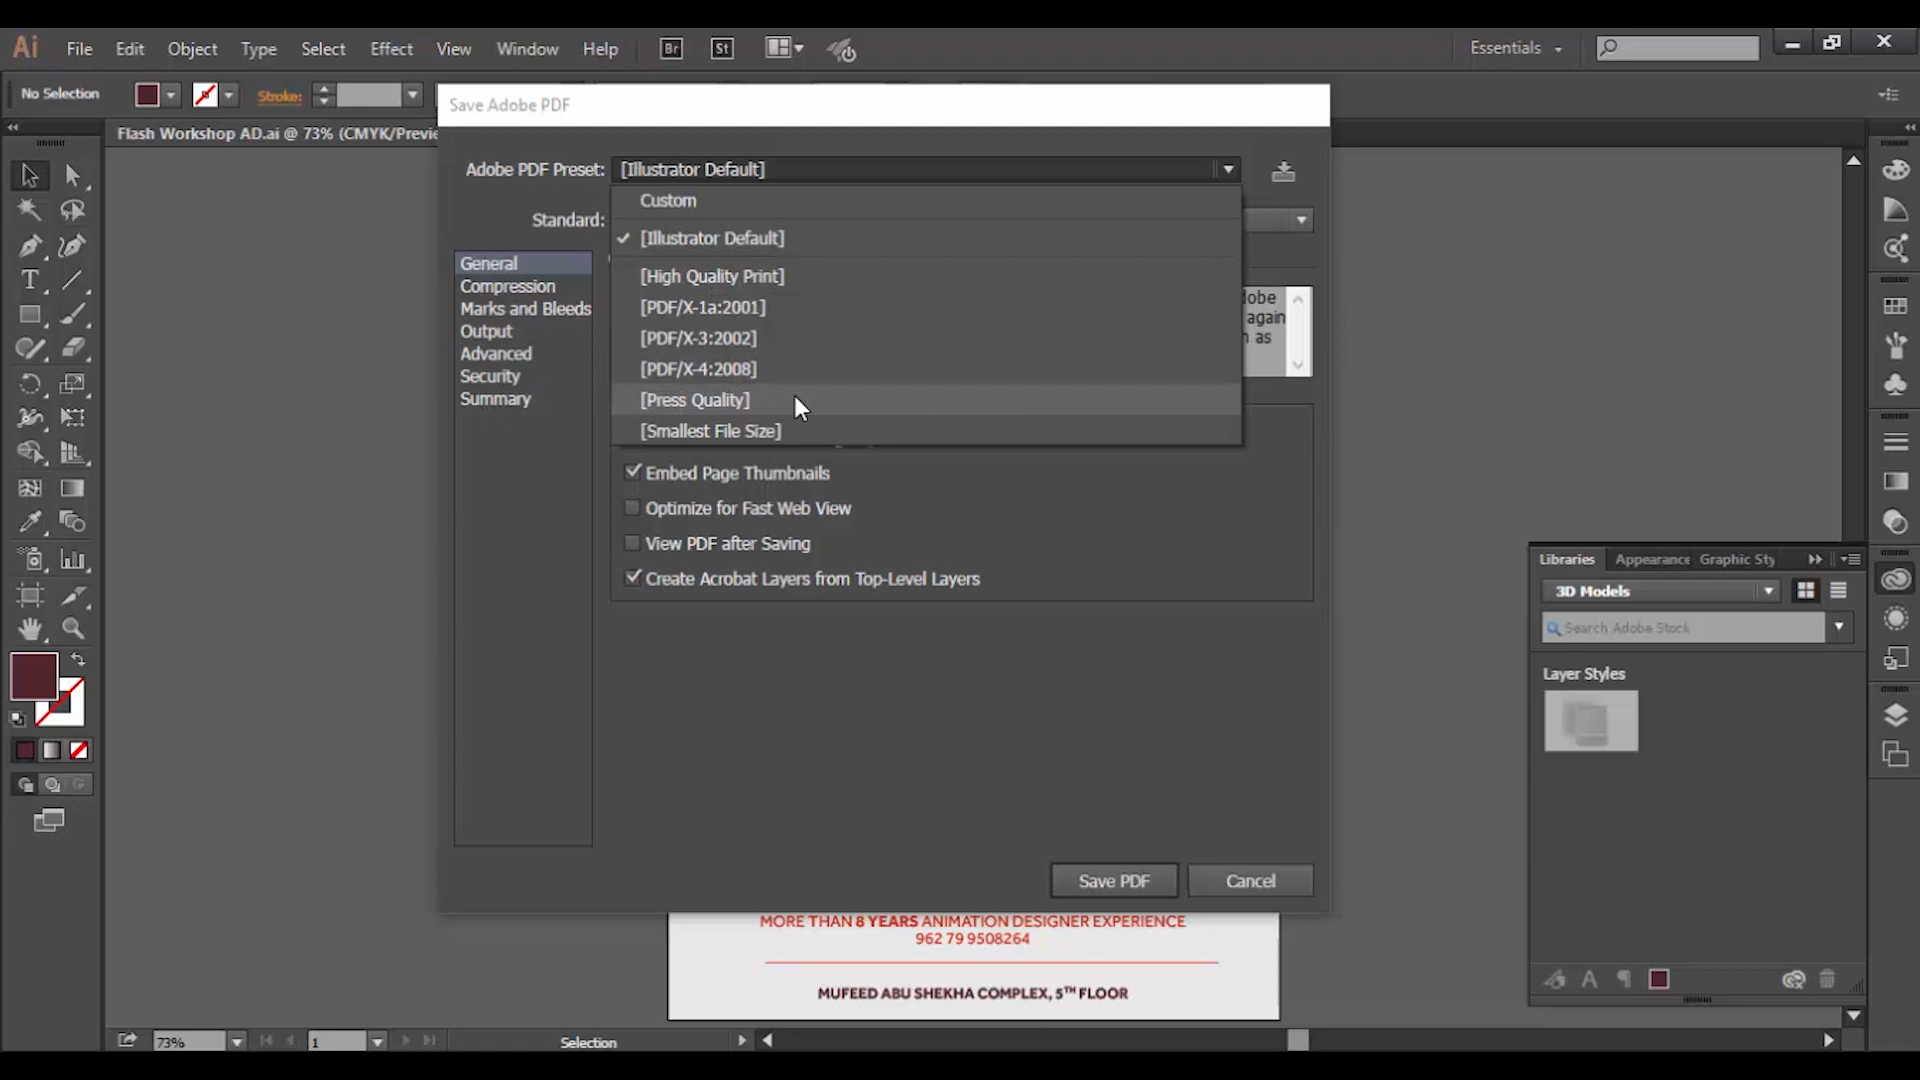 Ai File Edit Object Type Select Effect View Window Help Br St Essentials
No Selection Stroke:
Flash Workshop AD.ai @ 73% (CMYK/Previe
Save Adobe PDF
Adobe PDF Preset: [Illustrator Default]
Standard:
Custom
[Illustrator Default]
[High Quality Print]
[PDF/X-1a:2001]
[PDF/X-3:2002]
[PDF/X-4:2008]
[Press Quality]
[Smallest File Size]
General
Compression
Marks and Bleeds
Output
Advanced
Security
Summary
again
as
Embed Page Thumbnails
Optimize for Fast Web View
View PDF after Saving
Create Acrobat Layers from Top-Level Layers
Save PDF Cancel
Libraries Appearance Graphic Sty
3D Models
Search Adobe Stock
Layer Styles
MORE THAN 8 YEARS ANIMATION DESIGNER EXPERIENCE
962 79 9508264
MUFEED ABU SHEKHA COMPLEX, 5TH FLOOR
73% 1 Selection